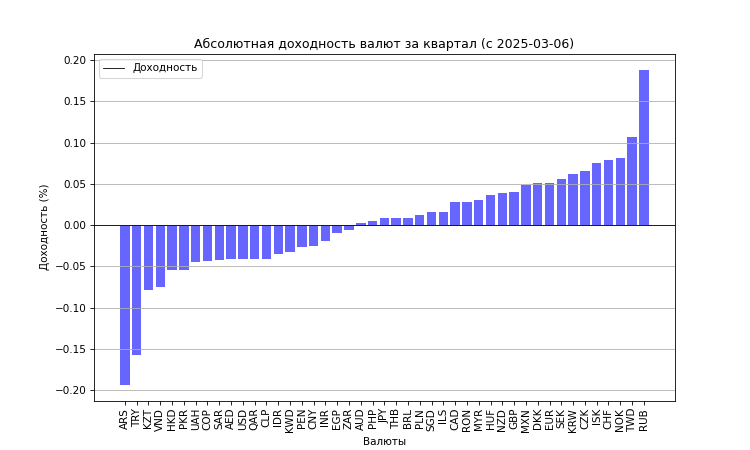 Абсолютная доходность валют за квартал (с 2025-03-06)
Доходность
0.20
0.15
0.10
0.05
0.00
−0.05
−0.10
−0.15
−0.20
Доходность (%)
ARS TRY KZT VND HKD PKR UAH COP SAR AED USD QAR CLP IDR KWD PEN CNY INR EGP ZAR AUD PHP JPY THB BRL PLN SGD ILS CAD RON MYR HUF NZD GBP MXN DKK EUR SEK KRW CZK ISK CHF NOK TWD RUB
Валюты